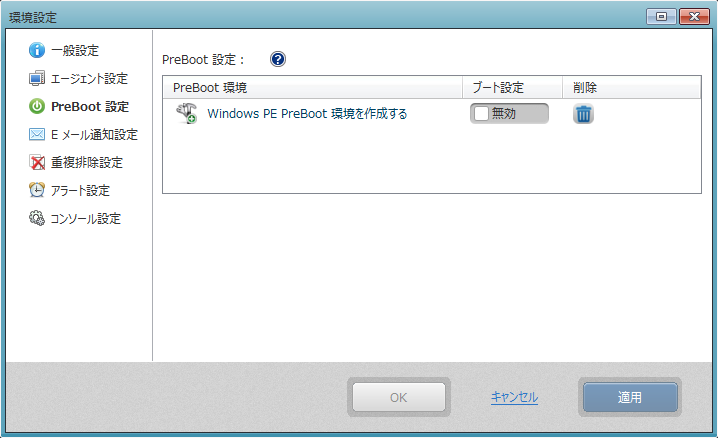 環境設定
一般設定
エージェント設定
PreBoot 設定
E メール通知設定
重複排除設定
アラート設定
コンソール設定
PreBoot 設定：
PreBoot 環境 ブート設定 削除
Windows PE PreBoot 環境を作成する 無効
OK キャンセル 適用